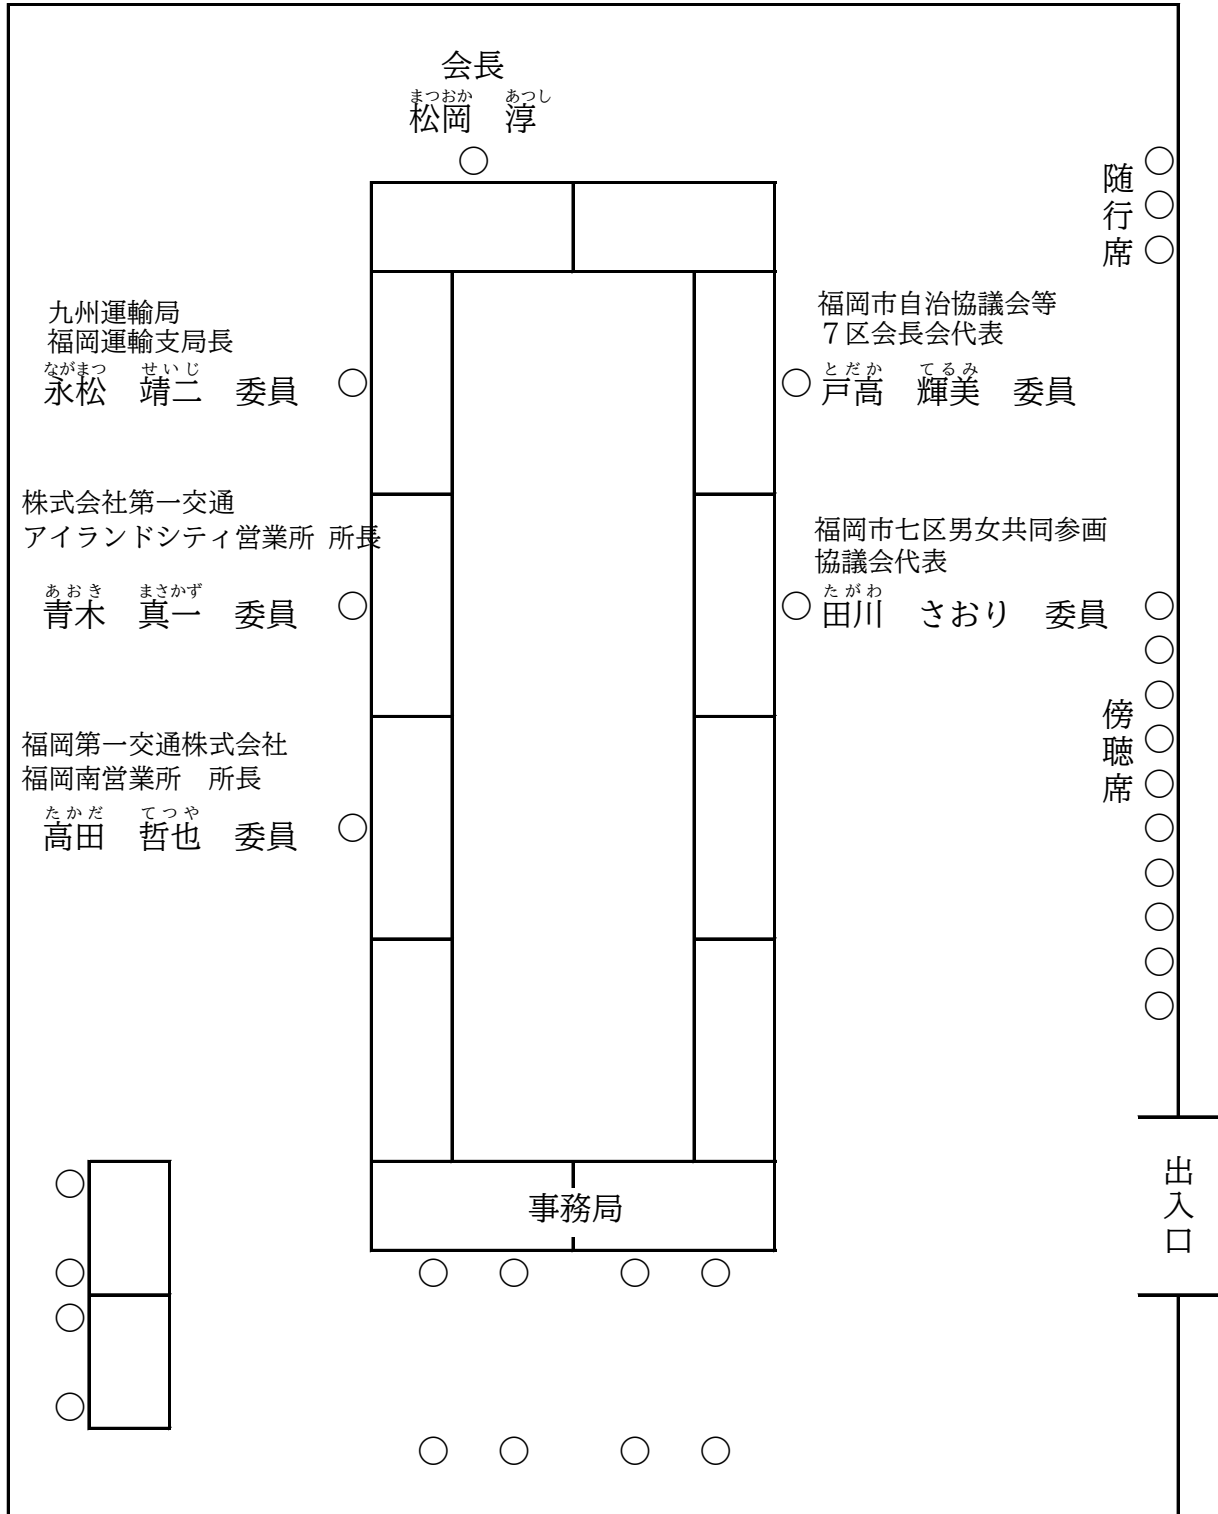 会長
まつおか あつし
松岡 淳
随行席
九州運輸局
福岡運輸支局長
ながまつ せいじ
永松 靖二 委員
福岡市自治協議会等
７区会長会代表
とだか てるみ
戸高 輝美 委員
株式会社第一交通
アイランドシティ営業所 所長
あおき まさかず
青木 真一 委員
福岡市七区男女共同参画
協議会代表
たがわ
田川 さおり 委員
傍聴席
福岡第一交通株式会社
福岡南営業所 所長
たかだ てつや
高田 哲也 委員
出入口
事務局